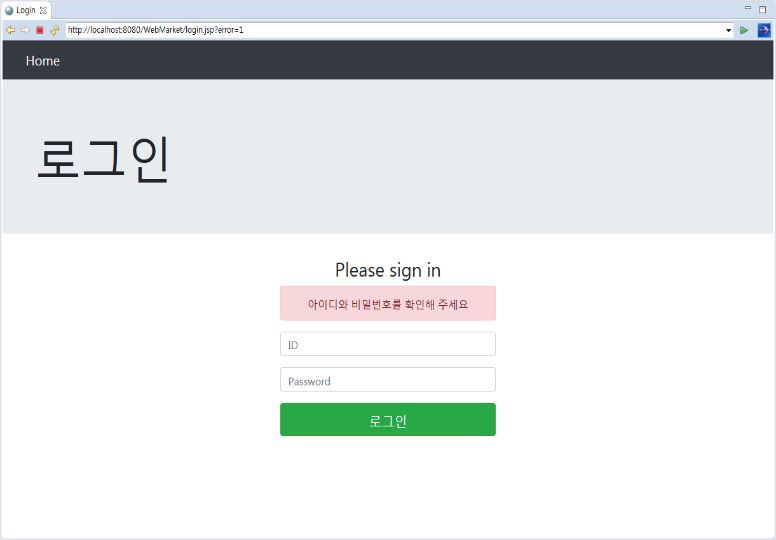 Login
http://localhost:8080/WebMarket/login.jsp?error=1
Home
로그인
Please sign in
아이디와 비밀번호를 확인해 주세요
ID
Password
로그인